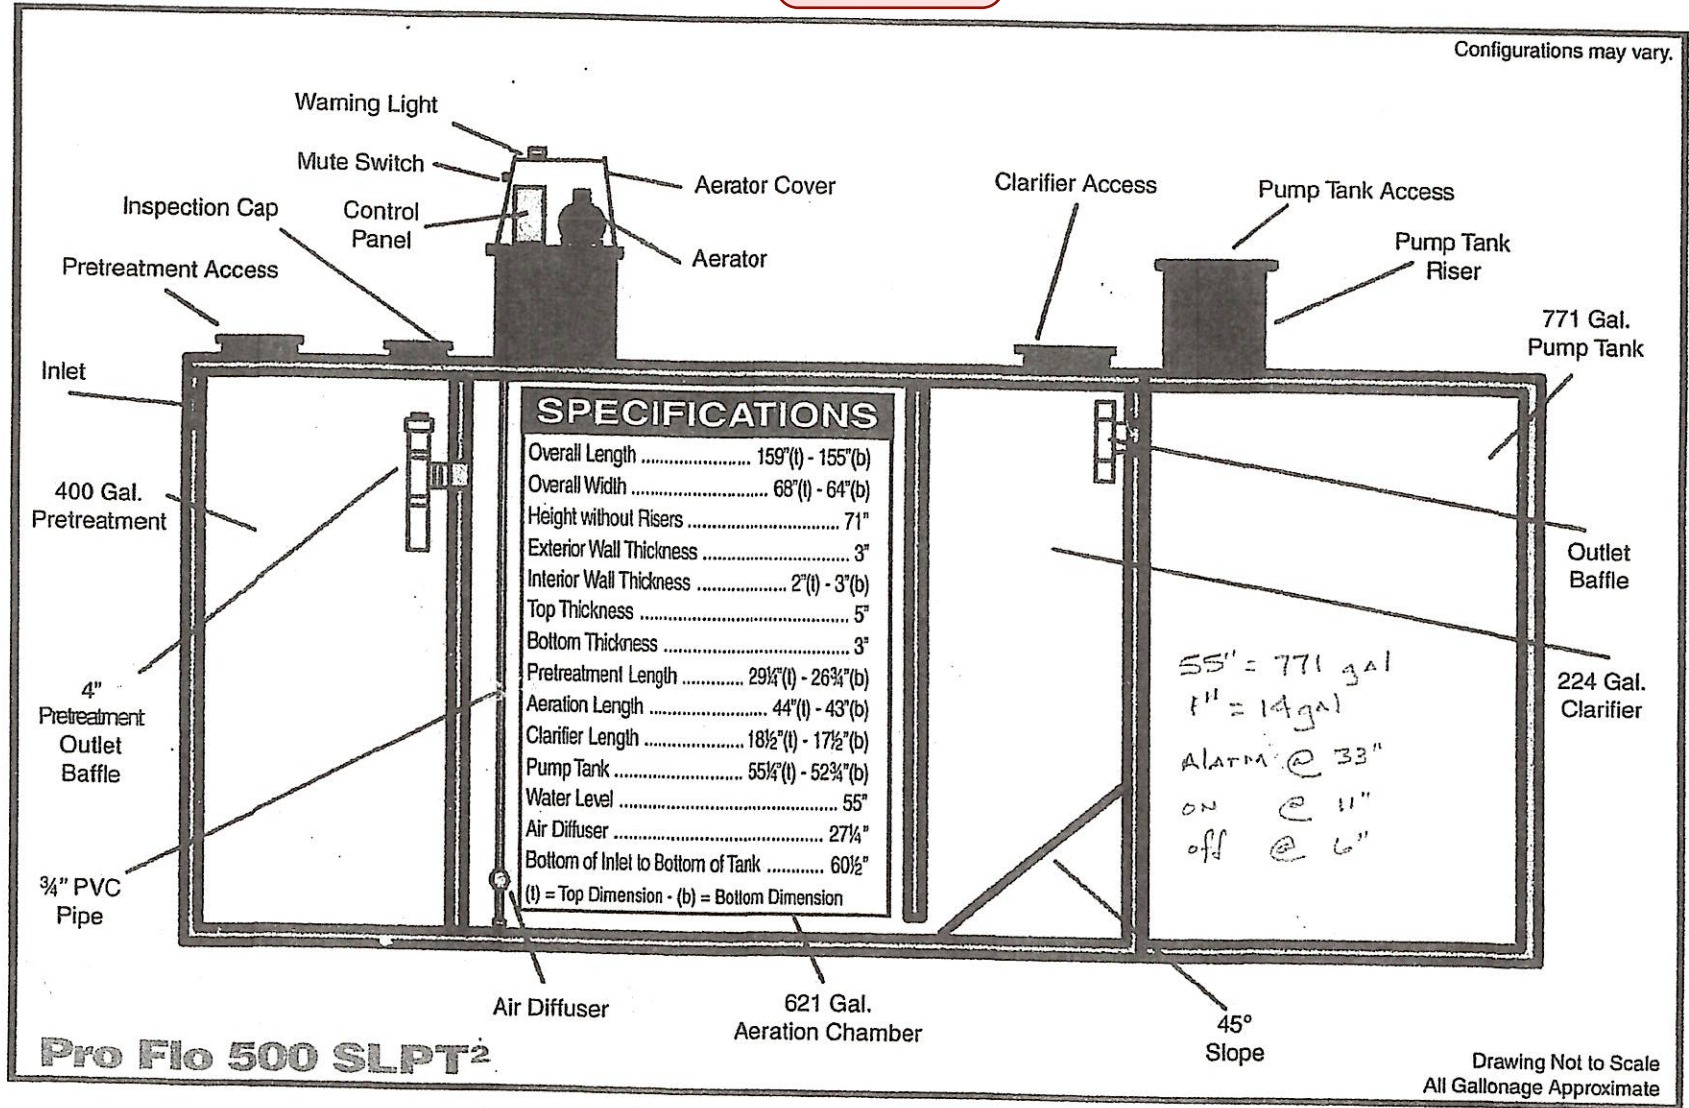 Configurations may vary.
Warning Light
Mute Switch
Aerator Cover
Inspection Cap
Control
Panel
Aerator
Pretreatment Access
Clarifier Access
Pump Tank Access
Pump Tank
Riser
771 Gal.
Pump Tank
Inlet
400 Gal.
Pretreatment
4"
Pretreatment
Outlet
Baffle
¾" PVC
Pipe
SPECIFICATIONS
Overall Length ....................... 159"(t) - 155"(b)
Overall Width ........................... 68"(t) - 64"(b)
Height without Risers .............................. 71"
Exterior Wall Thickness ............................. 3"
Interior Wall Thickness .................. 2"(t) - 3"(b)
Top Thickness ......................................... 5"
Bottom Thickness ..................................... 3"
Pretreatment Length ............ 29¼"(t) - 26¾"(b)
Aeration Length ....................... 44"(t) - 43"(b)
Clarifier Length .................... 18½"(t) - 17½"(b)
Pump Tank .......................... 55¼"(t) - 52¾"(b)
Water Level ........................................... 55"
Air Diffuser .......................................... 27¼"
Bottom of Inlet to Bottom of Tank ............ 60½"
(t) = Top Dimension - (b) = Bottom Dimension
Outlet
Baffle
224 Gal.
Clarifier
55" = 771 gal
1" = 14 gal
Alarm @ 33"
on @ 11"
off @ 6"
Air Diffuser
621 Gal.
Aeration Chamber
45°
Slope
Pro Flo 500 SLPT²
Drawing Not to Scale
All Gallonage Approximate